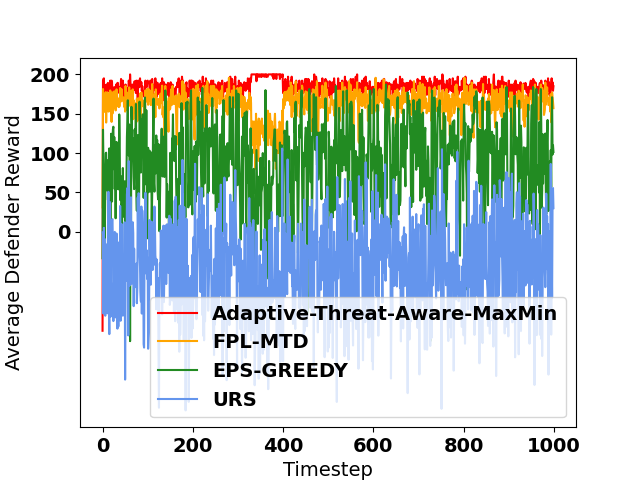 Average Defender Reward
200
150
100
50
0
Adaptive-Threat-Aware-MaxMin
FPL-MTD
EPS-GREEDY
URS
0 200 400 600 800 1000
Timestep